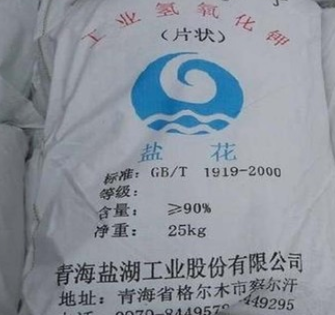 工业氢氧化钾
（片状）
盐花
标准：GB/T 1919-2000
等级：
含量：≥90%
净重：25kg
青海盐湖工业股份有限公司
地址：青海省格尔木市察尔汗